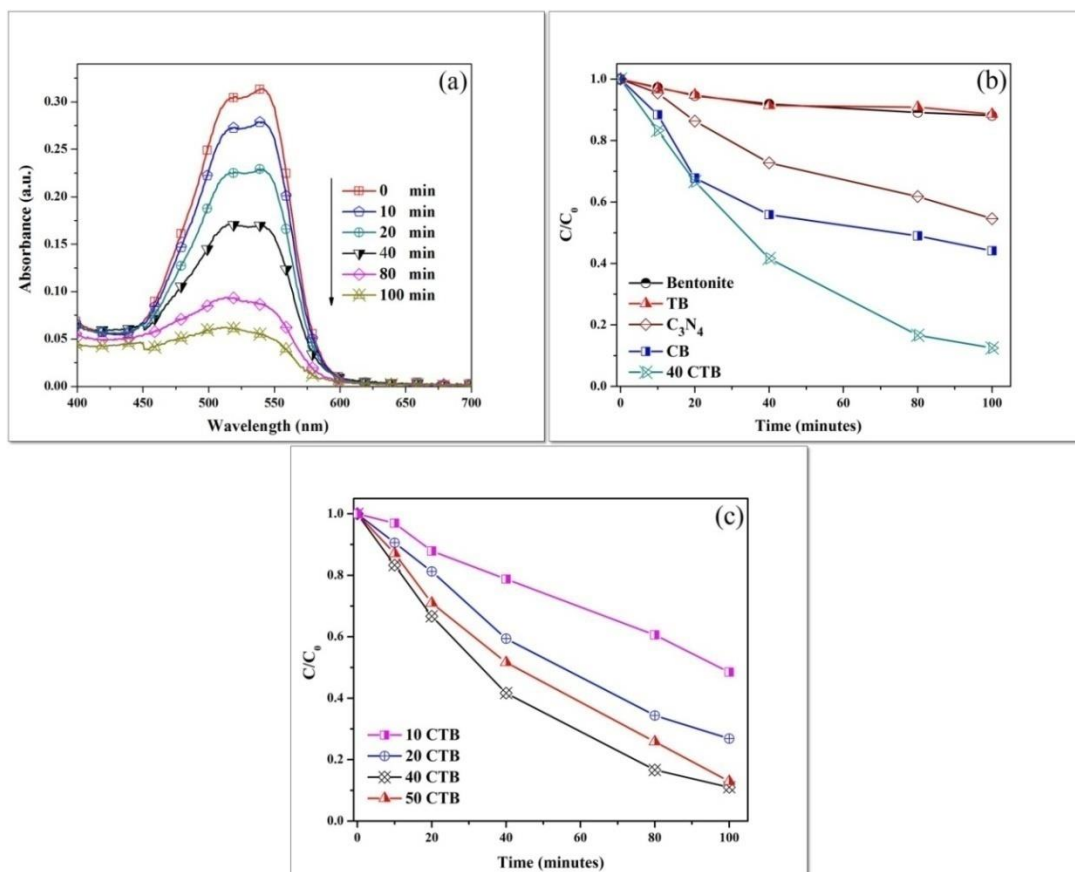 (a)
0.30
0.25
0.20
0.15
0.10
0.05
0.00
Absorbance (a.u.)
0 min
10 min
20 min
40 min
80 min
100 min
400 450 500 550 600 650 700
Wavelength (nm)
(b)
1.0
0.8
0.6
0.4
0.2
0.0
C/C₀
Bentonite
TB
C₃N₄
CB
40 CTB
0 20 40 60 80 100
Time (minutes)
(c)
1.0
0.8
0.6
0.4
0.2
0.0
C/C₀
10 CTB
20 CTB
40 CTB
50 CTB
0 20 40 60 80 100
Time (minutes)